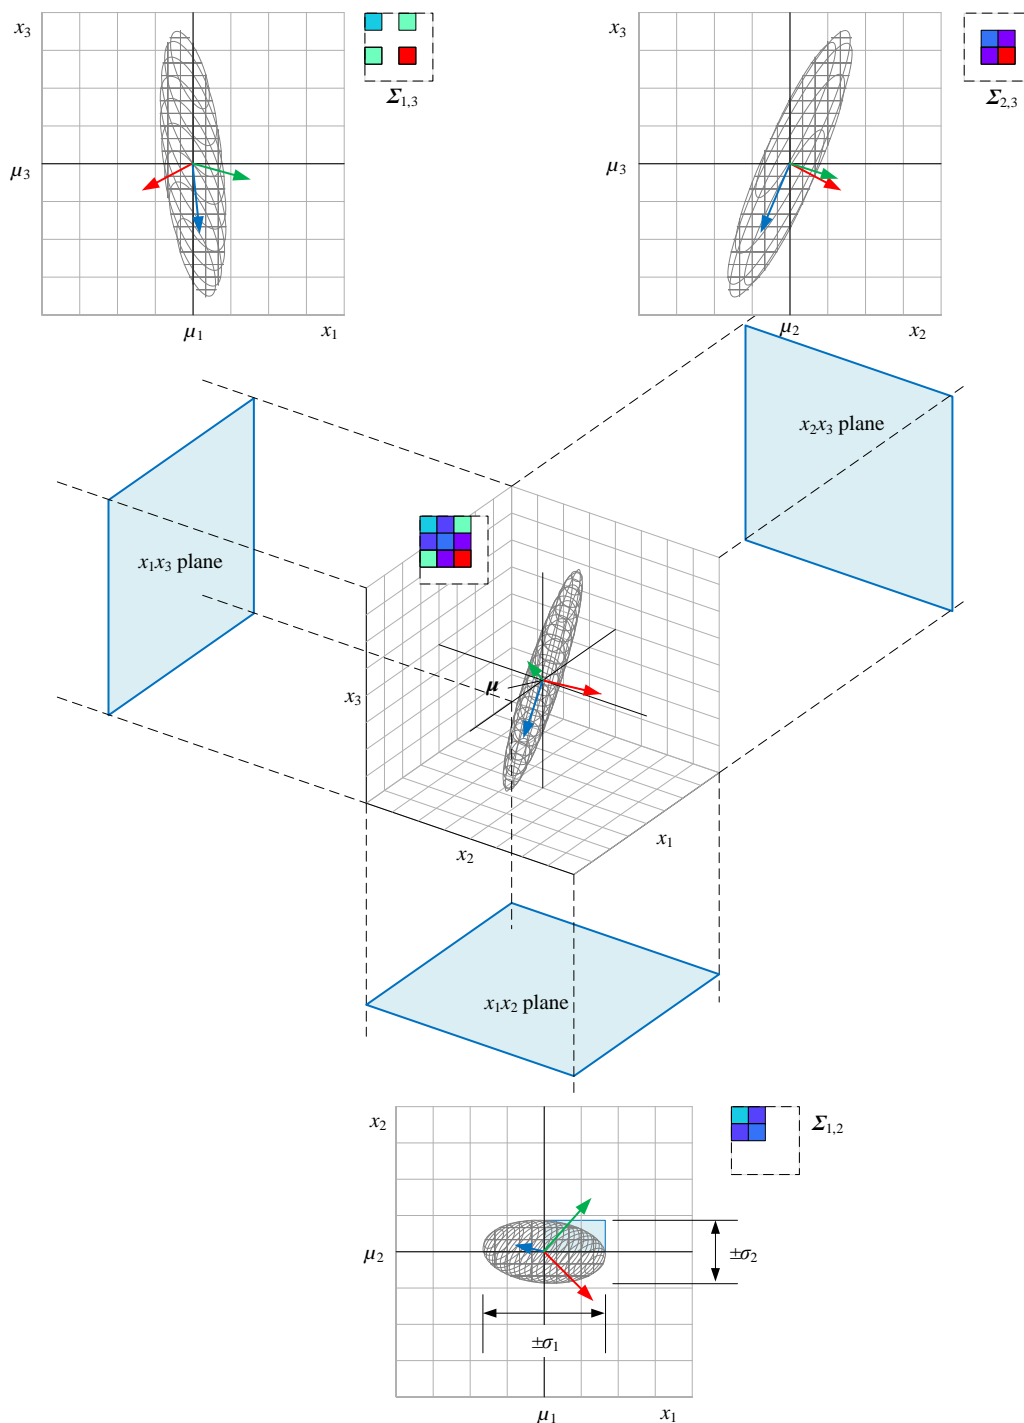 x₃
Σ₁,₃
μ₃
μ₁
x₁
x₃
Σ₂,₃
μ₃
μ₂
x₂
x₂x₃ plane
x₁x₃ plane
μ
x₃
x₂
x₁
x₁x₂ plane
x₂
Σ₁,₂
μ₂
±σ₂
±σ₁
μ₁
x₁